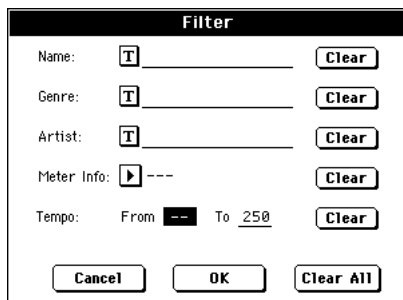 Filter
Name: T Clear
Genre: T Clear
Artist: T Clear
Meter Info: --- Clear
Tempo: From -- To 250 Clear
Cancel OK Clear All